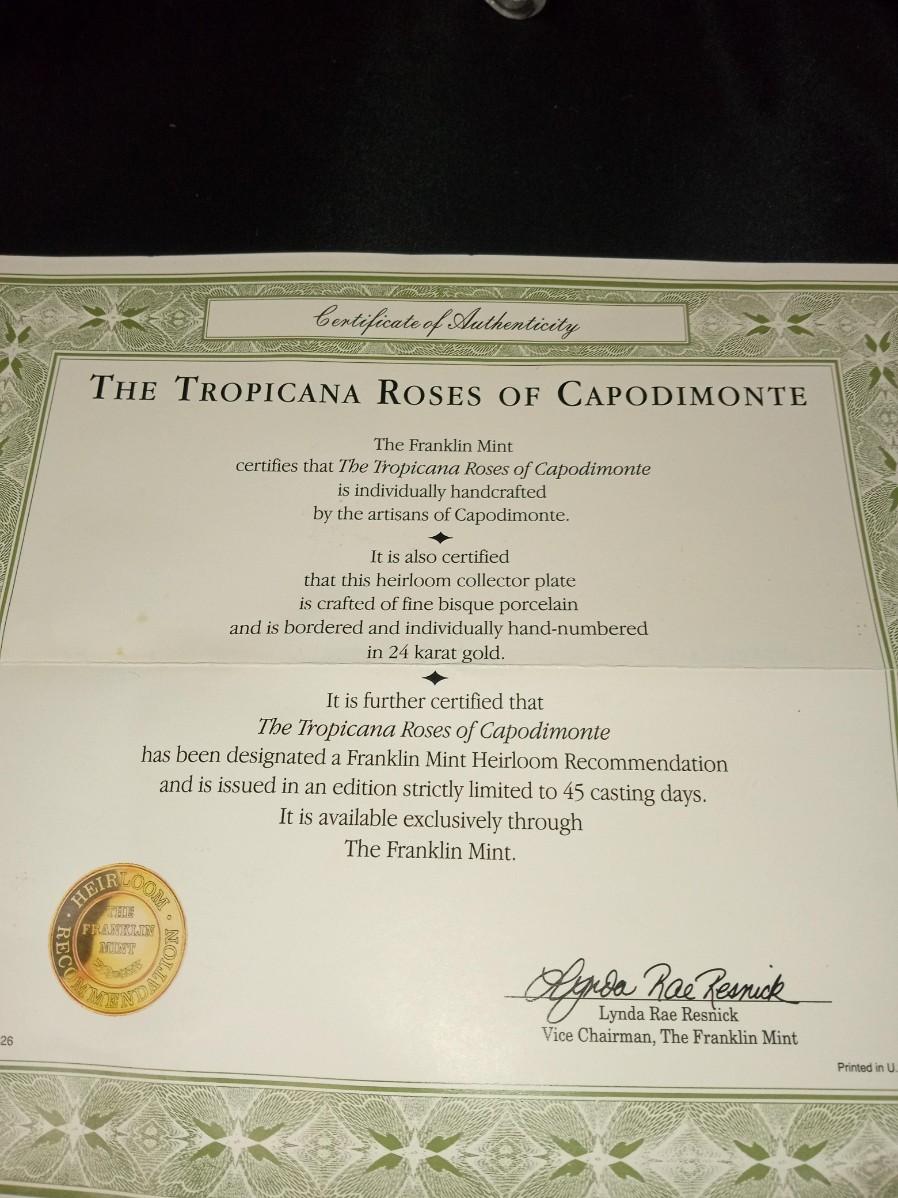 Certificate of Authenticity
THE TROPICANA ROSES OF CAPODIMONTE
The Franklin Mint
certifies that The Tropicana Roses of Capodimonte
is individually handcrafted
by the artisans of Capodimonte.
It is also certified
that this heirloom collector plate
is crafted of fine bisque porcelain
and is bordered and individually hand-numbered
in 24 karat gold.
It is further certified that
The Tropicana Roses of Capodimonte
has been designated a Franklin Mint Heirloom Recommendation
and is issued in an edition strictly limited to 45 casting days.
It is available exclusively through
The Franklin Mint.
HEIRLOOM
RECOMMENDATION
THE
FRANKLIN
MINT
Lynda Rae Resnick
Lynda Rae Resnick
Vice Chairman, The Franklin Mint
26
Printed in U.